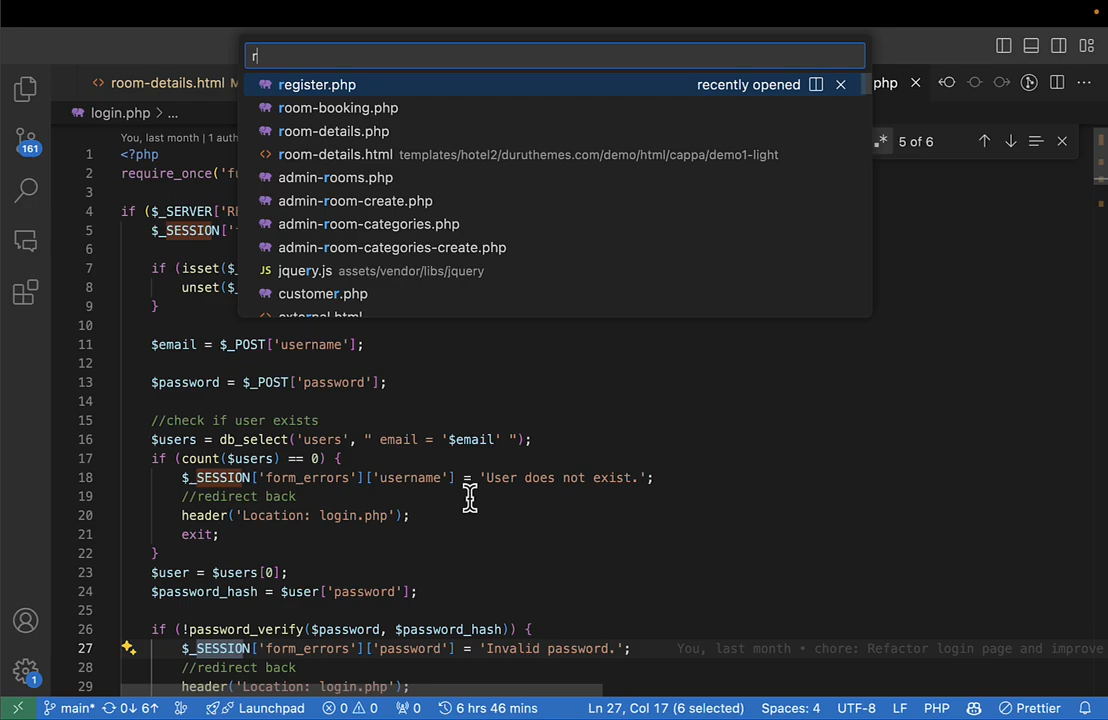 r
register.php recently opened
room-booking.php
room-details.php
room-details.html templates/hotel2/duruthemes.com/demo/html/cappa/demo1-light
admin-rooms.php
admin-room-create.php
admin-room-categories.php
admin-room-categories-create.php
JS jquery.js assets/vendor/libs/jquery
customer.php
external.html
room-details.html M
php
login.php > ...
5 of 6
161
You, last month | 1 auth
1 <?php
2 require_once('fu
3
4 if ($_SERVER['RE
5 $_SESSION['
6
7 if (isset($_
8 unset($_
9 }
10
11 $email = $_POST['username'];
12
13 $password = $_POST['password'];
14
15 //check if user exists
16 $users = db_select('users', " email = '$email' ");
17 if (count($users) == 0) {
18 $_SESSION['form_errors']['username'] = 'User does not exist.';
19 //redirect back
20 header('Location: login.php');
21 exit;
22 }
23 $user = $users[0];
24 $password_hash = $user['password'];
25
26 if (!password_verify($password, $password_hash)) {
27 $_SESSION['form_errors']['password'] = 'Invalid password.'; You, last month • chore: Refactor login page and improve
28 //redirect back
29 header('Location: login.php');
1
main* 0↓ 6↑ Launchpad 0 0 0 6 hrs 46 mins Ln 27, Col 17 (6 selected) Spaces: 4 UTF-8 LF PHP Prettier